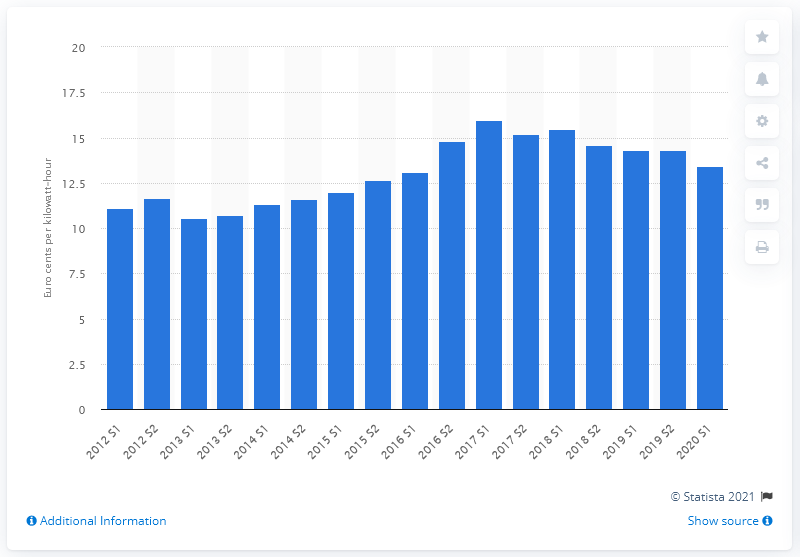 20
17.5
15
12.5
10
7.5
5
2.5
0
Euro cents per kilowatt-hour
2012 S1
2012 S2
2013 S1
2013 S2
2014 S1
2014 S2
2015 S1
2015 S2
2016 S1
2016 S2
2017 S1
2017 S2
2018 S1
2018 S2
2019 S1
2019 S2
2020 S1
© Statista 2021
Additional Information
Show source